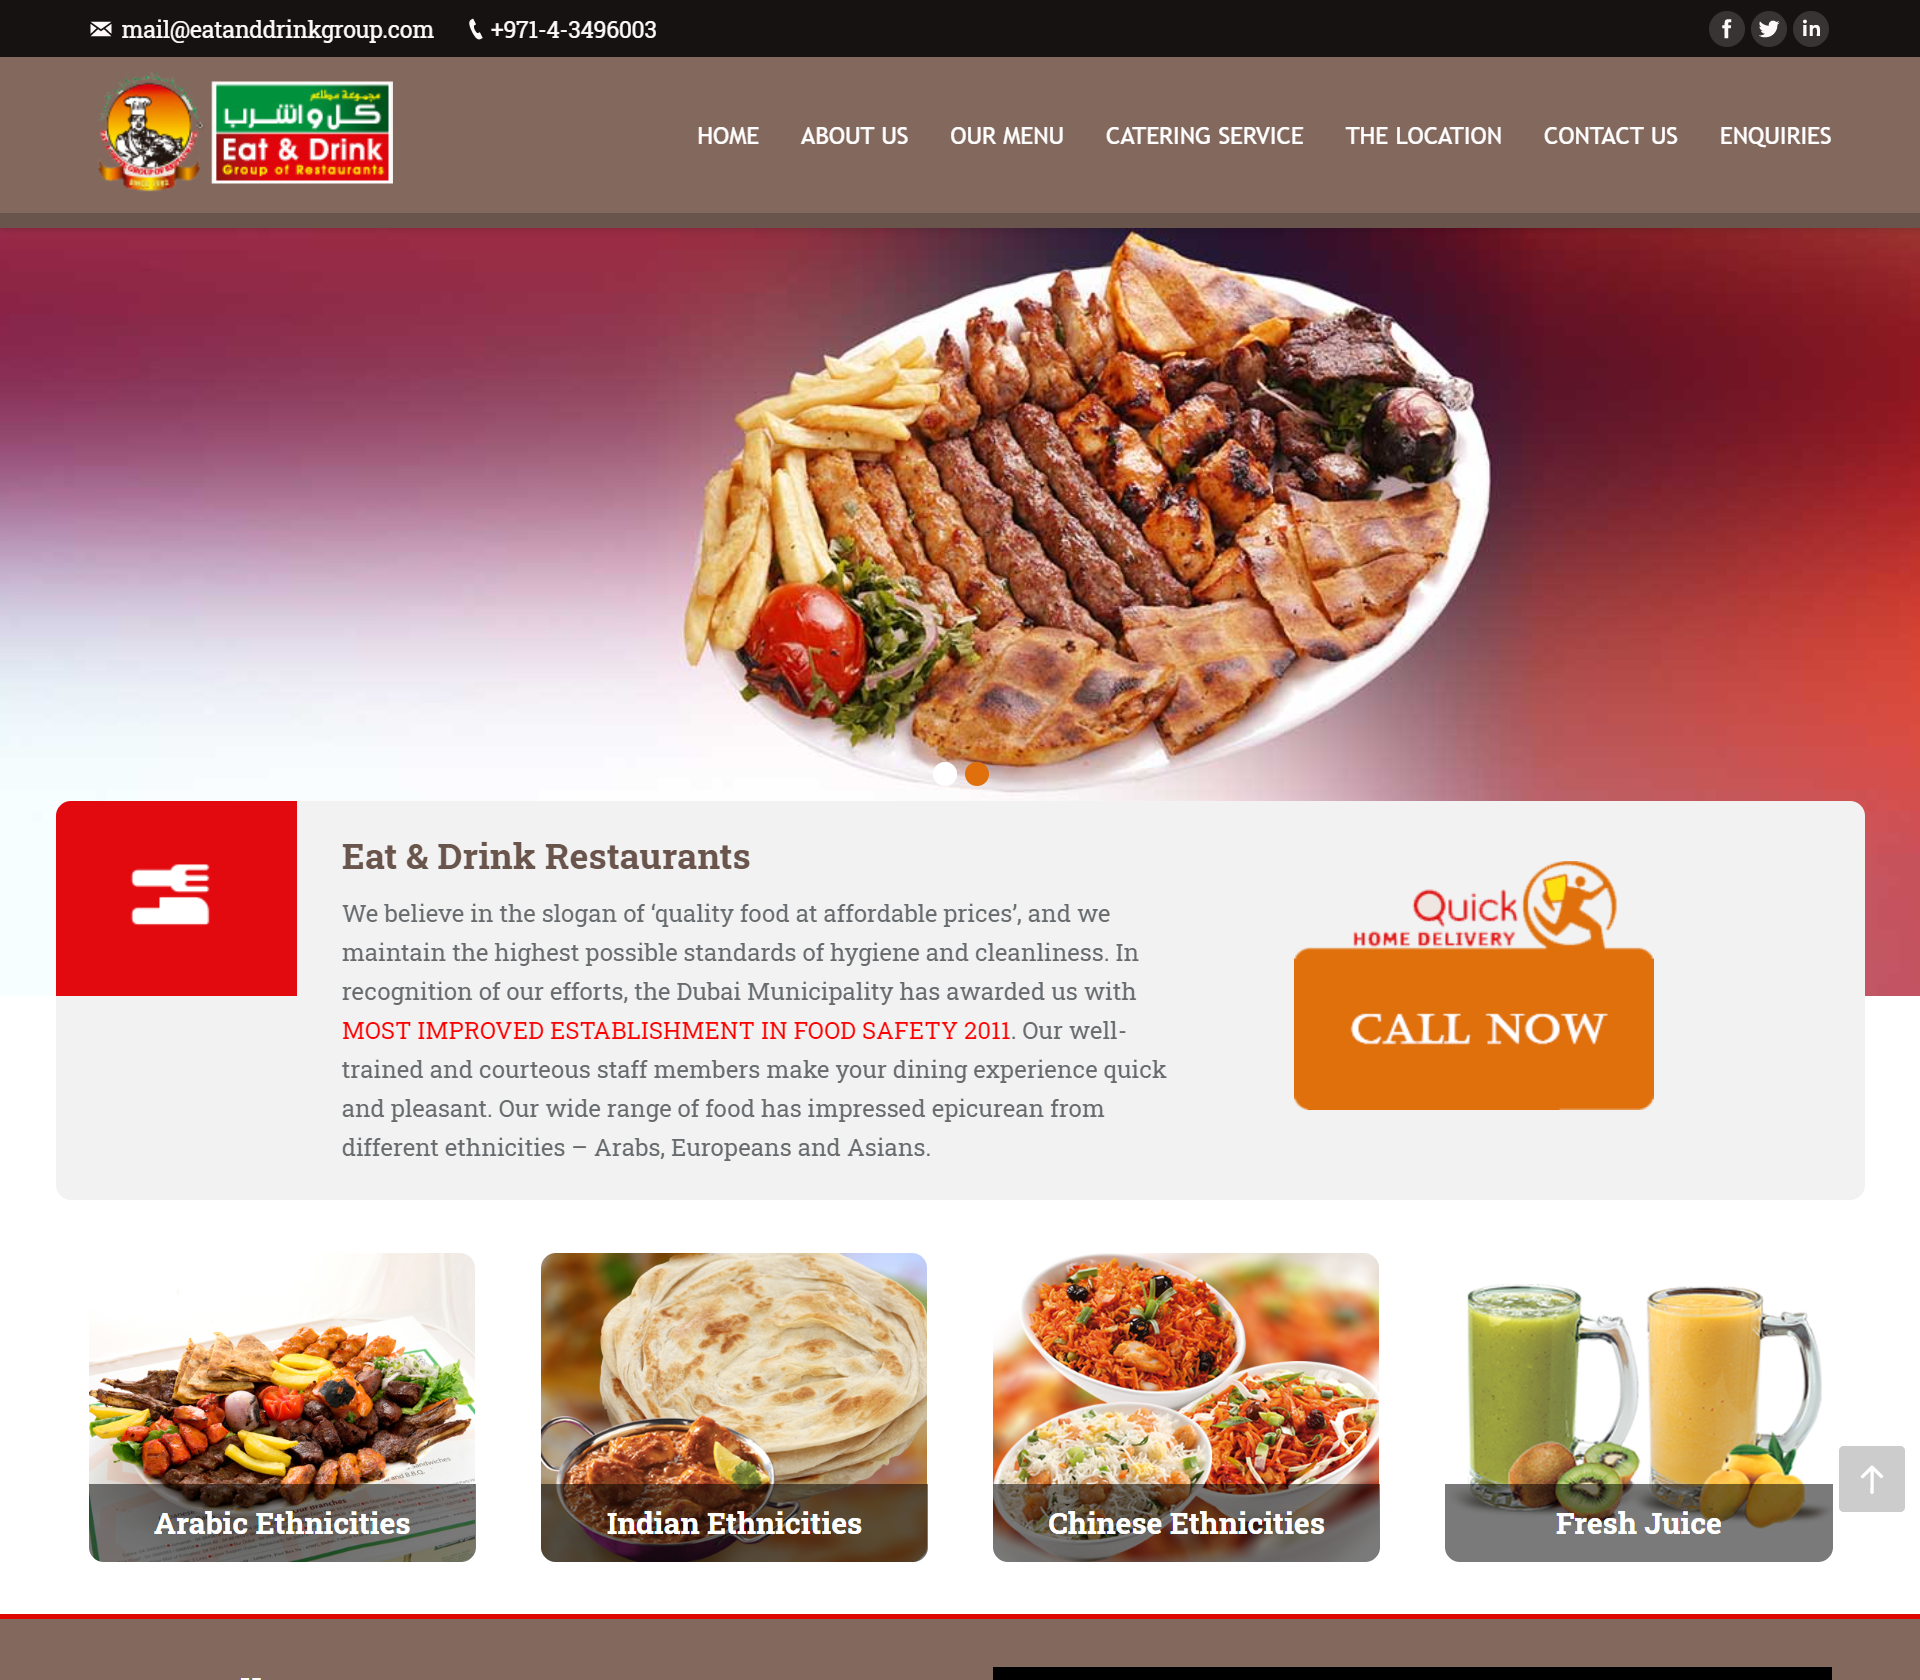 mail@eatanddrinkgroup.com +971-4-3496003
مجموعة مطاعم
كل واشرب
Eat & Drink
Group of Restaurants
HOME ABOUT US OUR MENU CATERING SERVICE THE LOCATION CONTACT US ENQUIRIES
Eat & Drink Restaurants
We believe in the slogan of ‘quality food at affordable prices’, and we
maintain the highest possible standards of hygiene and cleanliness. In
recognition of our efforts, the Dubai Municipality has awarded us with
MOST IMPROVED ESTABLISHMENT IN FOOD SAFETY 2011. Our well-
trained and courteous staff members make your dining experience quick
and pleasant. Our wide range of food has impressed epicurean from
different ethnicities – Arabs, Europeans and Asians.
Quick
HOME DELIVERY
CALL NOW
Arabic Ethnicities
Indian Ethnicities
Chinese Ethnicities
Fresh Juice